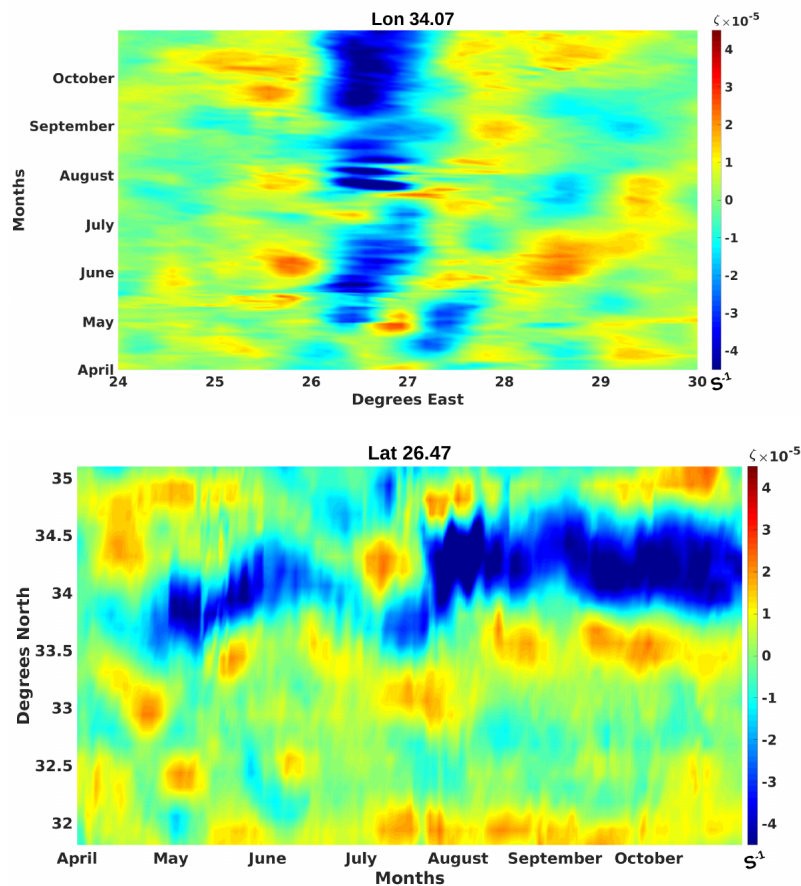 Lon 34.07
ζ×10-5
October
September
August
July
June
May
April
Months
24 25 26 27 28 29 30
Degrees East
4
3
2
1
0
-1
-2
-3
-4
S-1
Lat 26.47
ζ×10-5
35
34.5
34
33.5
33
32.5
32
Degrees North
April May June July August September October
Months
4
3
2
1
0
-1
-2
-3
-4
S-1